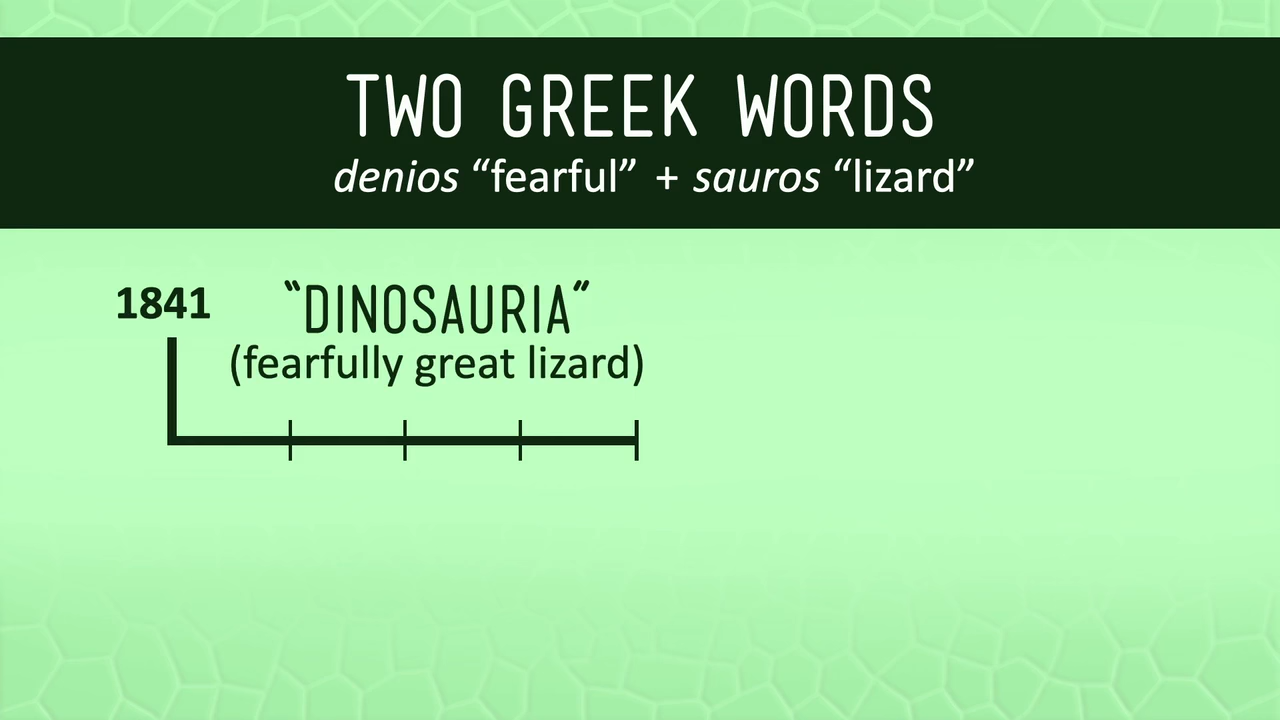 TWO GREEK WORDS
denios “fearful” + sauros “lizard”
1841
“DINOSAURIA”
(fearfully great lizard)